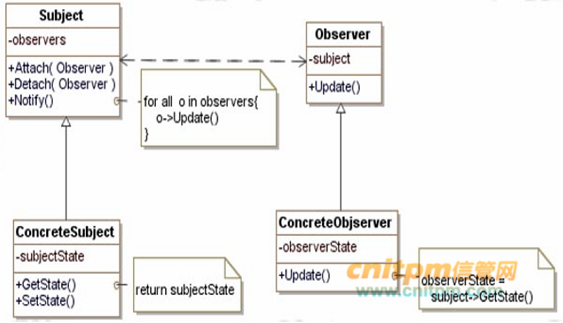 Subject
-observers
+Attach( Observer )
+Detach( Observer )
+Notify()
for all o in observers{
o->Update()
}
Observer
-subject
+Update()
ConcreteSubject
-subjectState
+GetState()
+SetState()
return subjectState
ConcreteObjserver
-observerState
+Update()
observerState =
subject->GetState()
cnitpm信管网
www.cnitpm.com